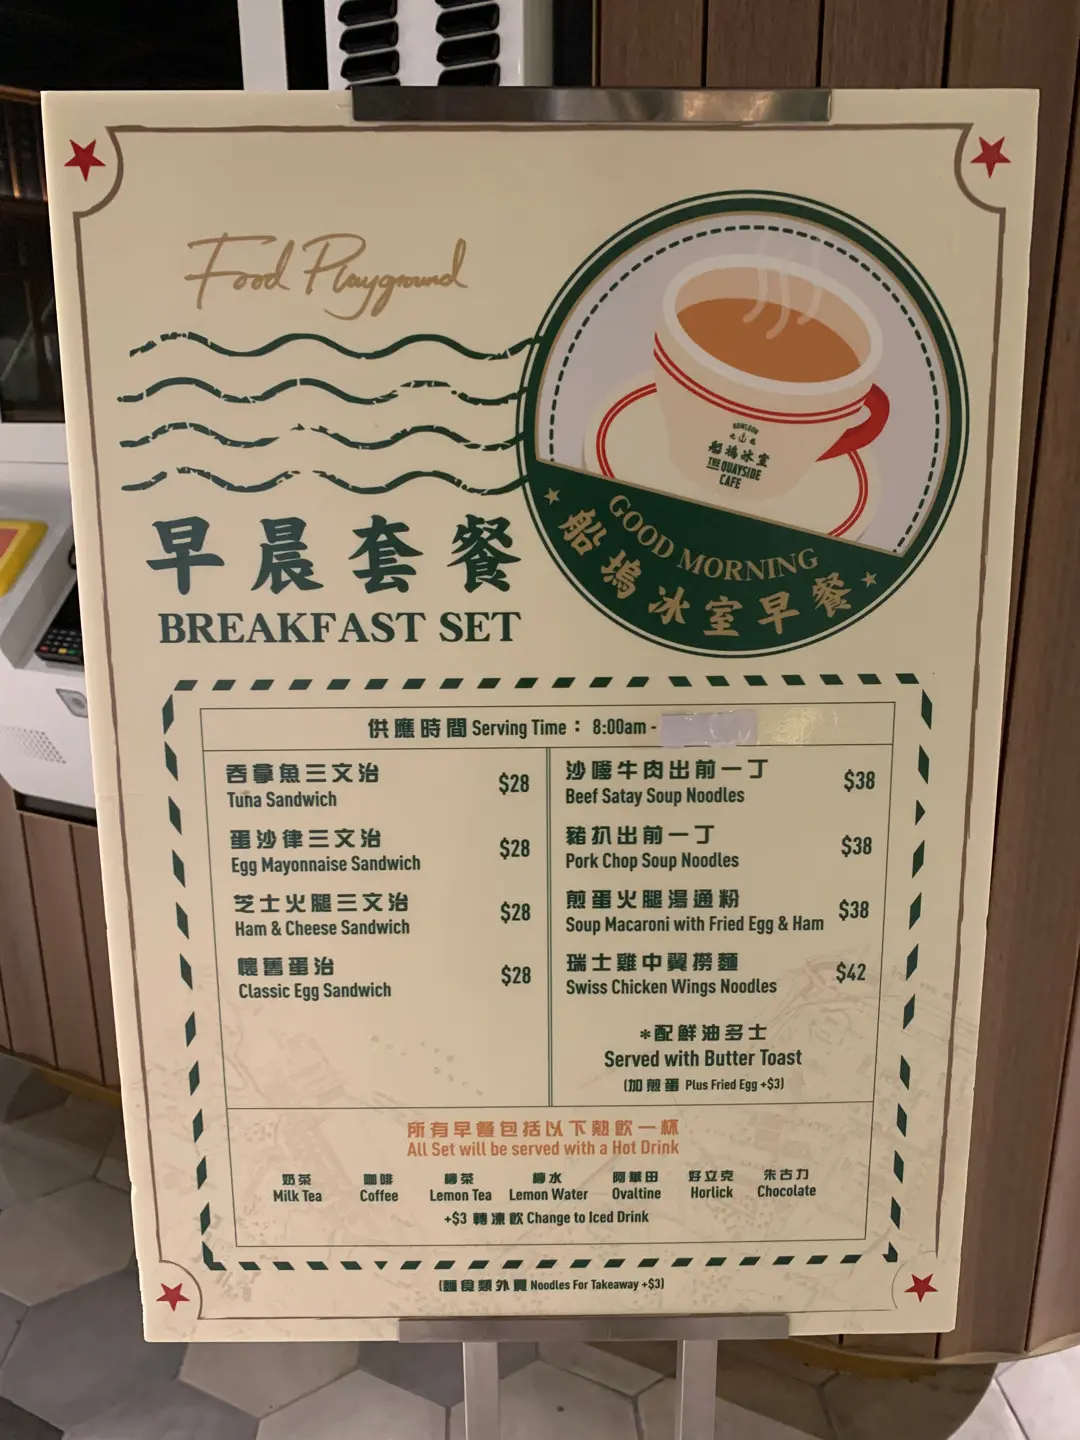 Food Playground
KOWLOON
九 龍
船塢冰室
THE QUAYSIDE
CAFE
GOOD MORNING
船塢冰室早餐
早晨套餐
BREAKFAST SET
供應時間 Serving Time： 8:00am -
吞拿魚三文治
Tuna Sandwich
$28
蛋沙律三文治
Egg Mayonnaise Sandwich
$28
芝士火腿三文治
Ham & Cheese Sandwich
$28
懷舊蛋治
Classic Egg Sandwich
$28
沙嗲牛肉出前一丁
Beef Satay Soup Noodles
$38
豬扒出前一丁
Pork Chop Soup Noodles
$38
煎蛋火腿湯通粉
Soup Macaroni with Fried Egg & Ham
$38
瑞士雞中翼撈麵
Swiss Chicken Wings Noodles
$42
*配鮮油多士
Served with Butter Toast
(加煎蛋 Plus Fried Egg +$3)
所有早餐包括以下熱飲一杯
All Set will be served with a Hot Drink
奶茶 咖啡 檸茶 檸水 阿華田 好立克 朱古力
Milk Tea Coffee Lemon Tea Lemon Water Ovaltine Horlick Chocolate
+$3 轉凍飲 Change to Iced Drink
(麵食類外賣 Noodles For Takeaway +$3)